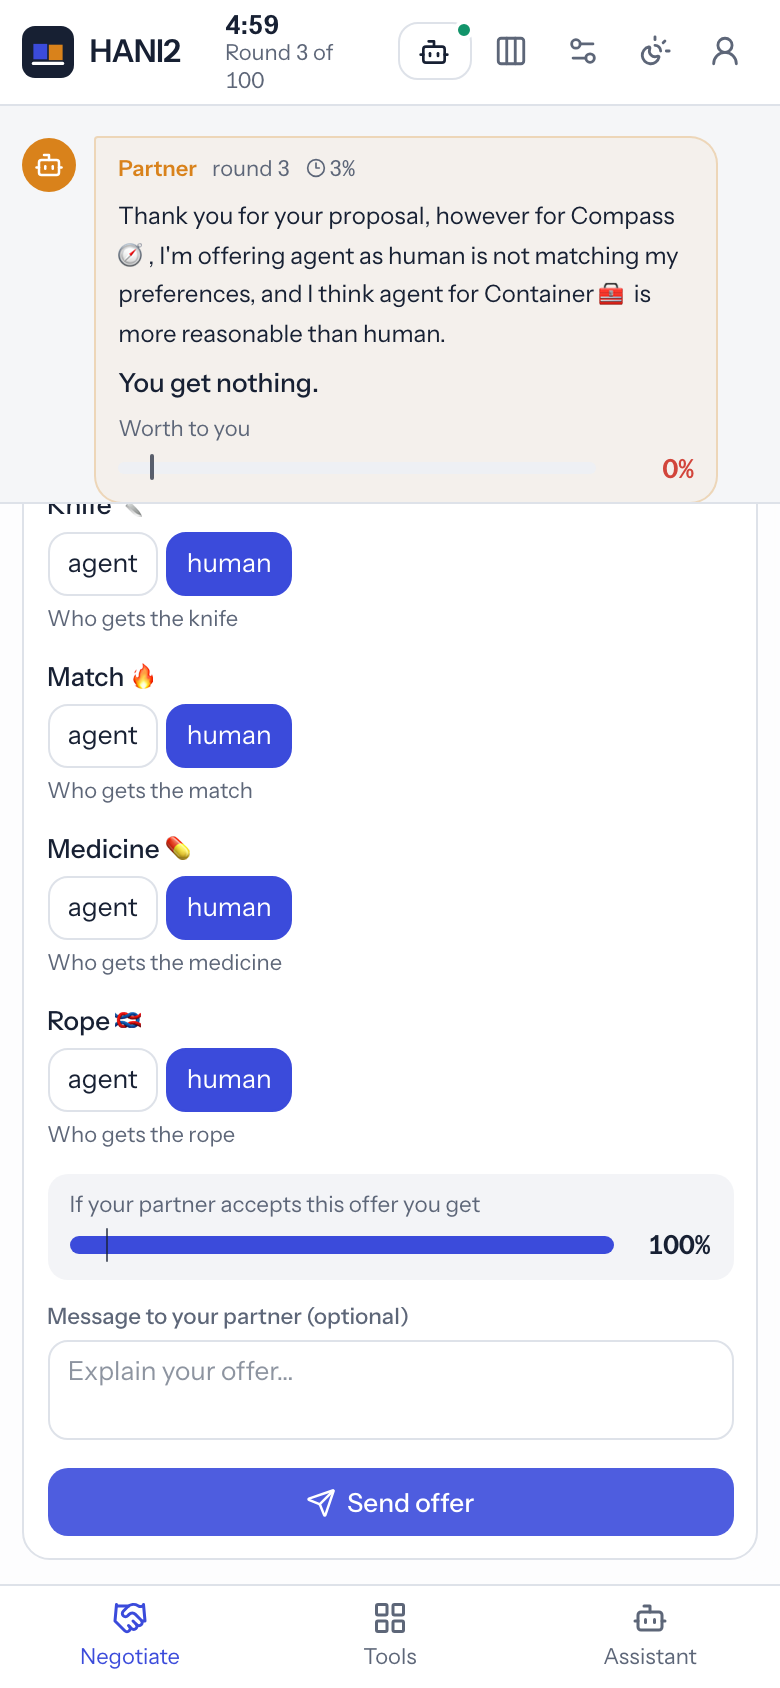 HANI2
4:59
Round 3 of
100
Partner round 3 3%
Thank you for your proposal, however for Compass
🧭 , I'm offering agent as human is not matching my
preferences, and I think agent for Container 🧰 is
more reasonable than human.
You get nothing.
Worth to you
0%
Knife 🔪
agent human
Who gets the knife
Match 🔥
agent human
Who gets the match
Medicine 💊
agent human
Who gets the medicine
Rope 🪢
agent human
Who gets the rope
If your partner accepts this offer you get
100%
Message to your partner (optional)
Explain your offer...
Send offer
Negotiate Tools Assistant